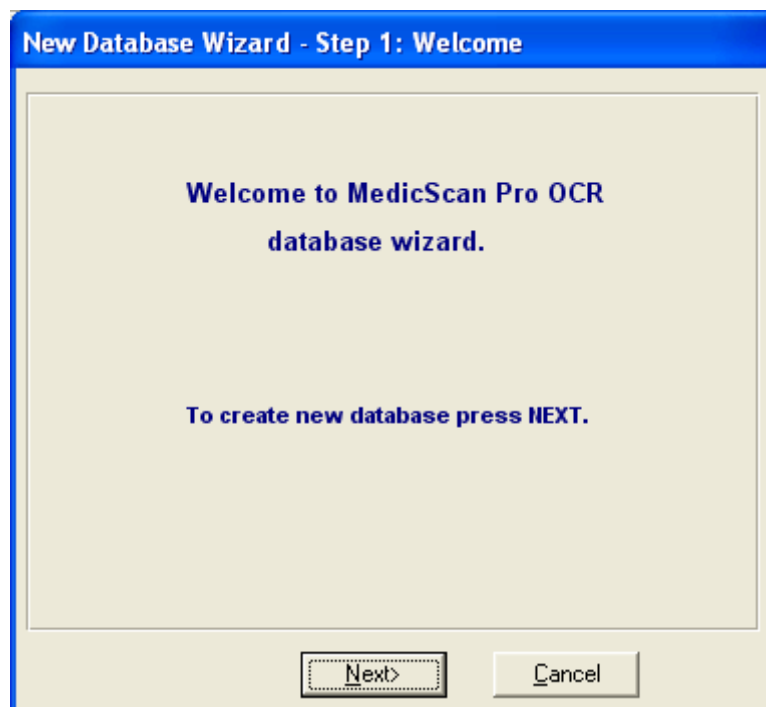 New Database Wizard - Step 1: Welcome
Welcome to MedicScan Pro OCR
database wizard.
To create new database press NEXT.
Next> Cancel